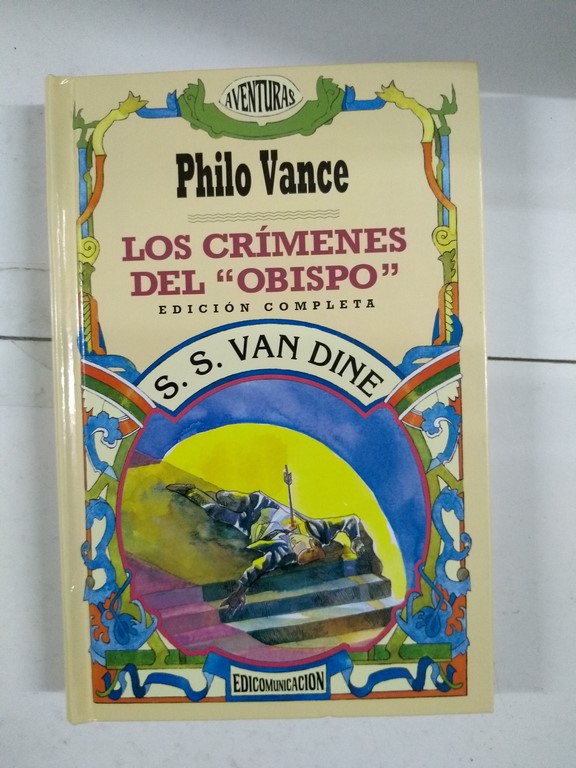 AVENTURAS
Philo Vance
LOS CRÍMENES
DEL “OBISPO”
EDICIÓN COMPLETA
S. S. VAN DINE
EDICOMUNICACION